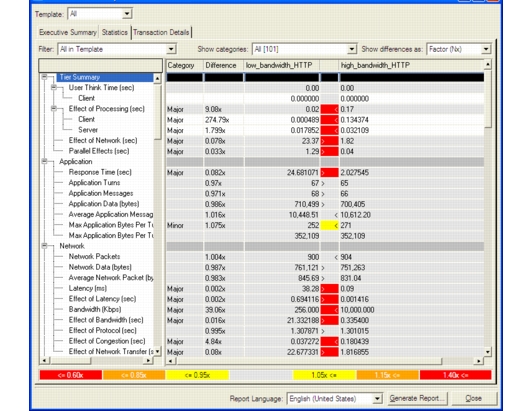 Template: All
Executive Summary Statistics Transaction Details
Filter: All in Template Show categories: All [101] Show differences as: Factor (Nx)
Category Difference low_bandwidth_HTTP high_bandwidth_HTTP
Tier Summary
User Think Time (sec) 0.00 0.00
Client 0.000000 0.000000
Effect of Processing (sec) Major 9.08x 0.02 < 0.17
Client Major 274.79x 0.000489 < 0.134374
Server Major 1.799x 0.017852 < 0.032109
Effect of Network (sec) Major 0.078x 23.37 > 1.82
Parallel Effects (sec) Major 0.033x 1.29 > 0.04
Application
Response Time (sec) Major 0.082x 24.681071 > 2.027545
Application Turns 0.97x 67 > 65
Application Messages 0.971x 68 > 66
Application Data (bytes) 0.986x 710,499 > 700,405
Average Application Messag 1.016x 10,448.51 < 10,612.20
Max Application Bytes Per Tu Minor 1.075x 252 < 271
Max Application Bytes Per Tu 352,109 352,109
Network
Network Packets 1.004x 900 < 904
Network Data (bytes) 0.987x 761,121 > 751,263
Average Network Packet (by 0.983x 845.69 > 831.04
Latency (ms) Major 0.002x 38.28 > 0.09
Effect of Latency (sec) Major 0.002x 0.694116 > 0.001416
Bandwidth (Kbps) Major 39.06x 256.000 < 10,000.000
Effect of Bandwidth (sec) Major 0.016x 21.332188 > 0.335400
Effect of Protocol (sec) 0.995x 1.307871 > 1.301015
Effect of Congestion (sec) Major 4.84x 0.037272 < 0.180439
Effect of Network Transfer (s Major 0.08x 22.677331 > 1.816855
<= 0.60x <= 0.85x <= 0.95x 1.05x <= 1.15x <= 1.40x <=
Report Language: English (United States) Generate Report... Close